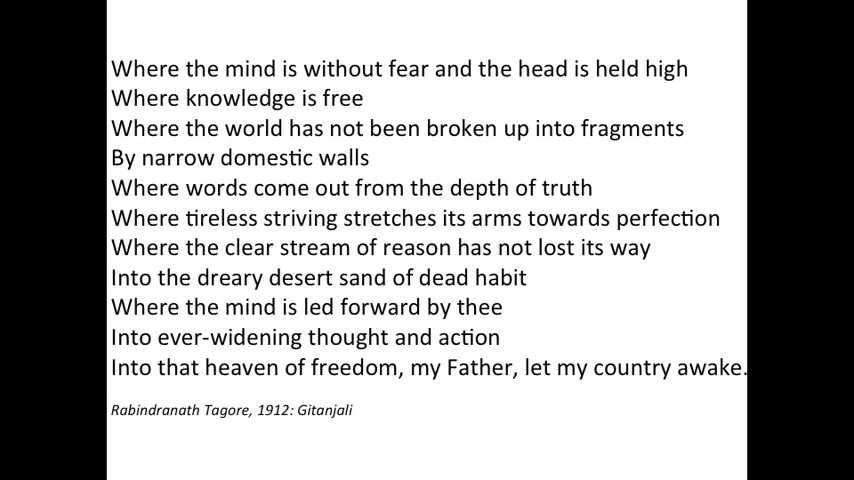 Where the mind is without fear and the head is held high
Where knowledge is free
Where the world has not been broken up into fragments
By narrow domestic walls
Where words come out from the depth of truth
Where tireless striving stretches its arms towards perfection
Where the clear stream of reason has not lost its way
Into the dreary desert sand of dead habit
Where the mind is led forward by thee
Into ever-widening thought and action
Into that heaven of freedom, my Father, let my country awake.
Rabindranath Tagore, 1912: Gitanjali